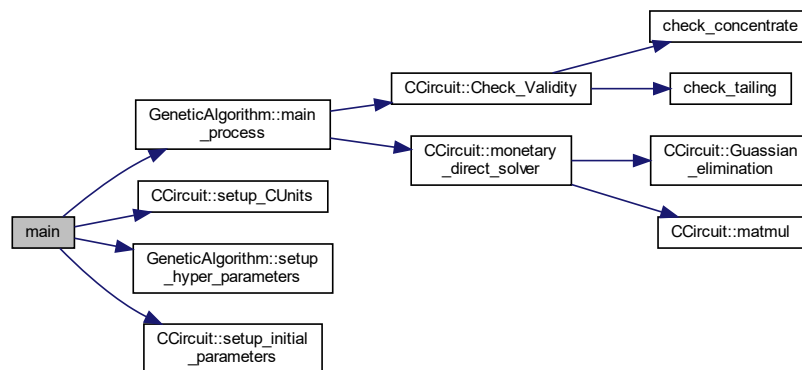 check_concentrate
CCircuit::Check_Validity
check_tailing
GeneticAlgorithm::main
_process
CCircuit::monetary
_direct_solver
CCircuit::Guassian
_elimination
CCircuit::setup_CUnits
main
CCircuit::matmul
GeneticAlgorithm::setup
_hyper_parameters
CCircuit::setup_initial
_parameters